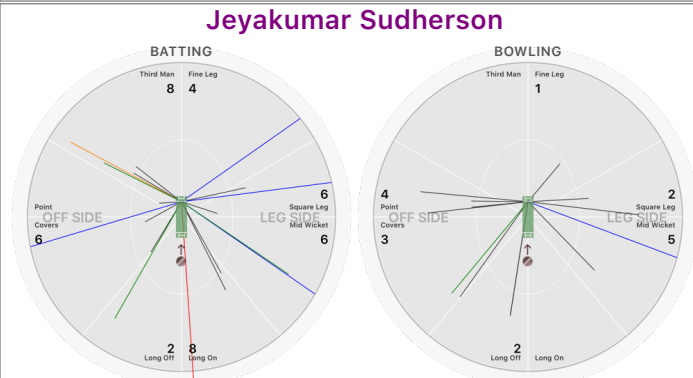 Jeyakumar Sudherson
BATTING
Third Man
Fine Leg
8
4
6
Point
Square Leg
OFF SIDE
LEG SIDE
Covers
Mid Wicket
6
6
2
8
Long Off
Long On
BOWLING
Third Man
Fine Leg
1
4
2
Point
Square Leg
OFF SIDE
LEG SIDE
Covers
Mid Wicket
3
5
2
Long Off
Long On